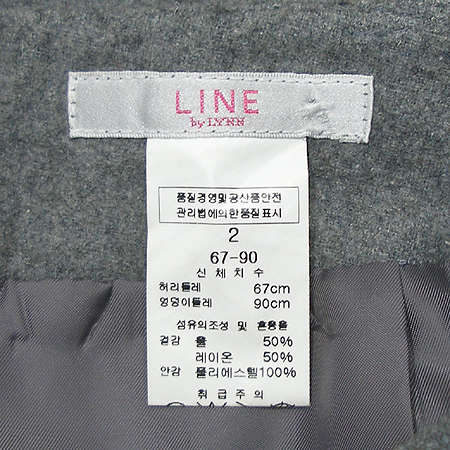 LINE
by LYNN
품질경영및공산품안전
관리법에의한품질표시
2
67-90
신체치수
허리둘레 67cm
엉덩이둘레 90cm
섬유의조성 및 혼용율
겉감 울 50%
레이온 50%
안감 폴리에스텔100%
취급주의